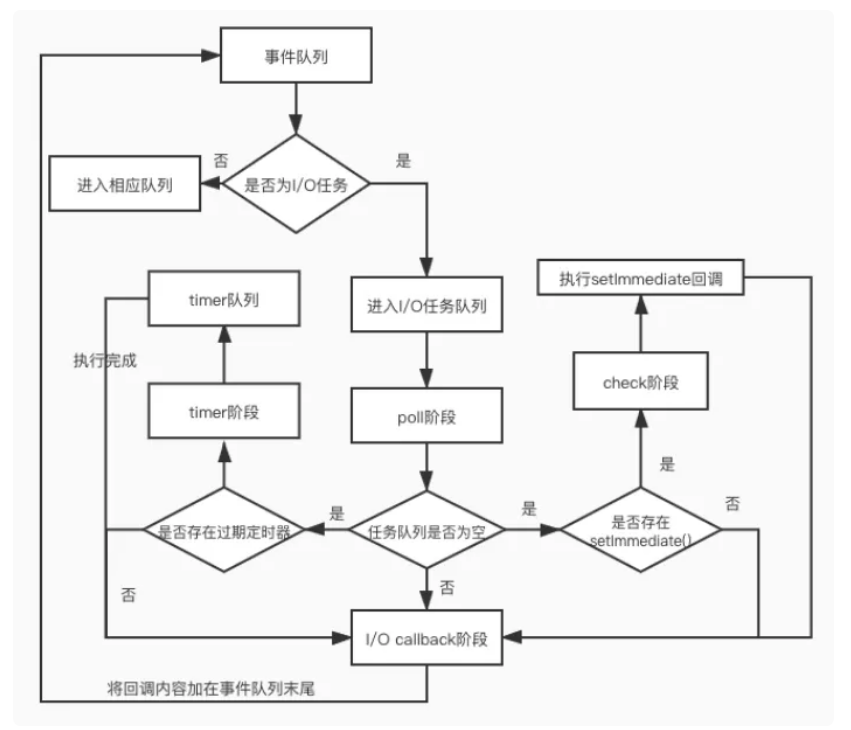 事件队列
否
是
进入相应队列
是否为I/O任务
timer队列
进入I/O任务队列
执行setImmediate回调
执行完成
timer阶段
poll阶段
check阶段
是
是否存在过期定时器
是
任务队列是否为空
是
是否存在
setImmediate()
否
否
否
I/O callback阶段
将回调内容加在事件队列末尾